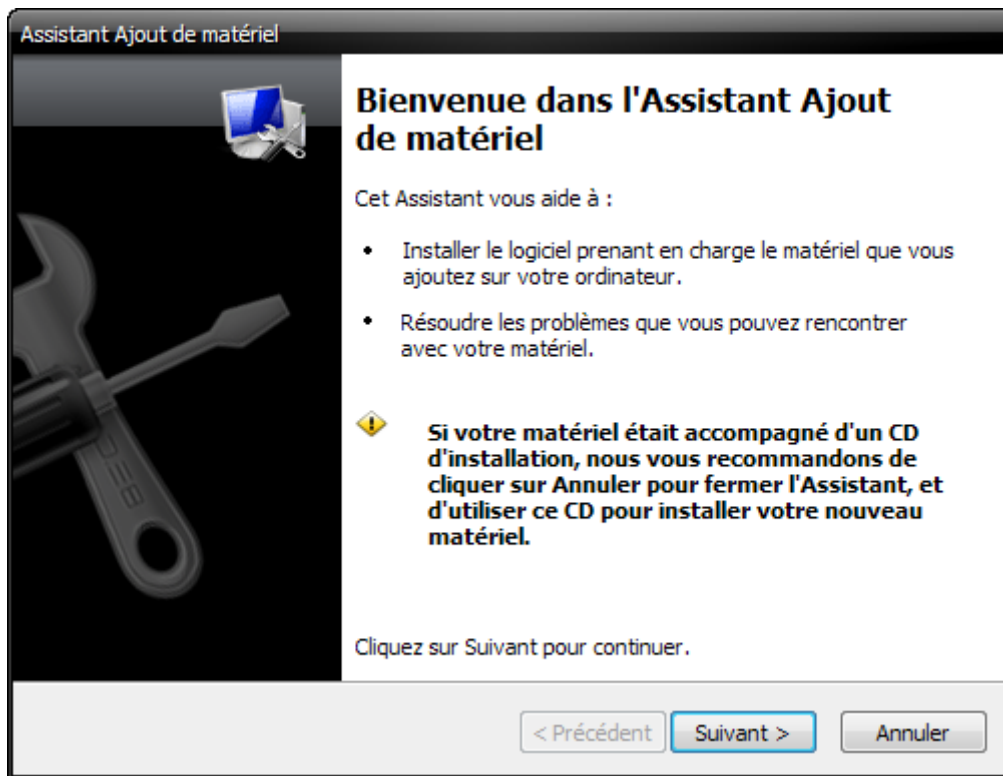 Assistant Ajout de matériel
Bienvenue dans l'Assistant Ajout
de matériel
Cet Assistant vous aide à :
• Installer le logiciel prenant en charge le matériel que vous
ajoutez sur votre ordinateur.
• Résoudre les problèmes que vous pouvez rencontrer
avec votre matériel.
Si votre matériel était accompagné d'un CD
d'installation, nous vous recommandons de
cliquer sur Annuler pour fermer l'Assistant, et
d'utiliser ce CD pour installer votre nouveau
matériel.
Cliquez sur Suivant pour continuer.
< Précédent Suivant > Annuler